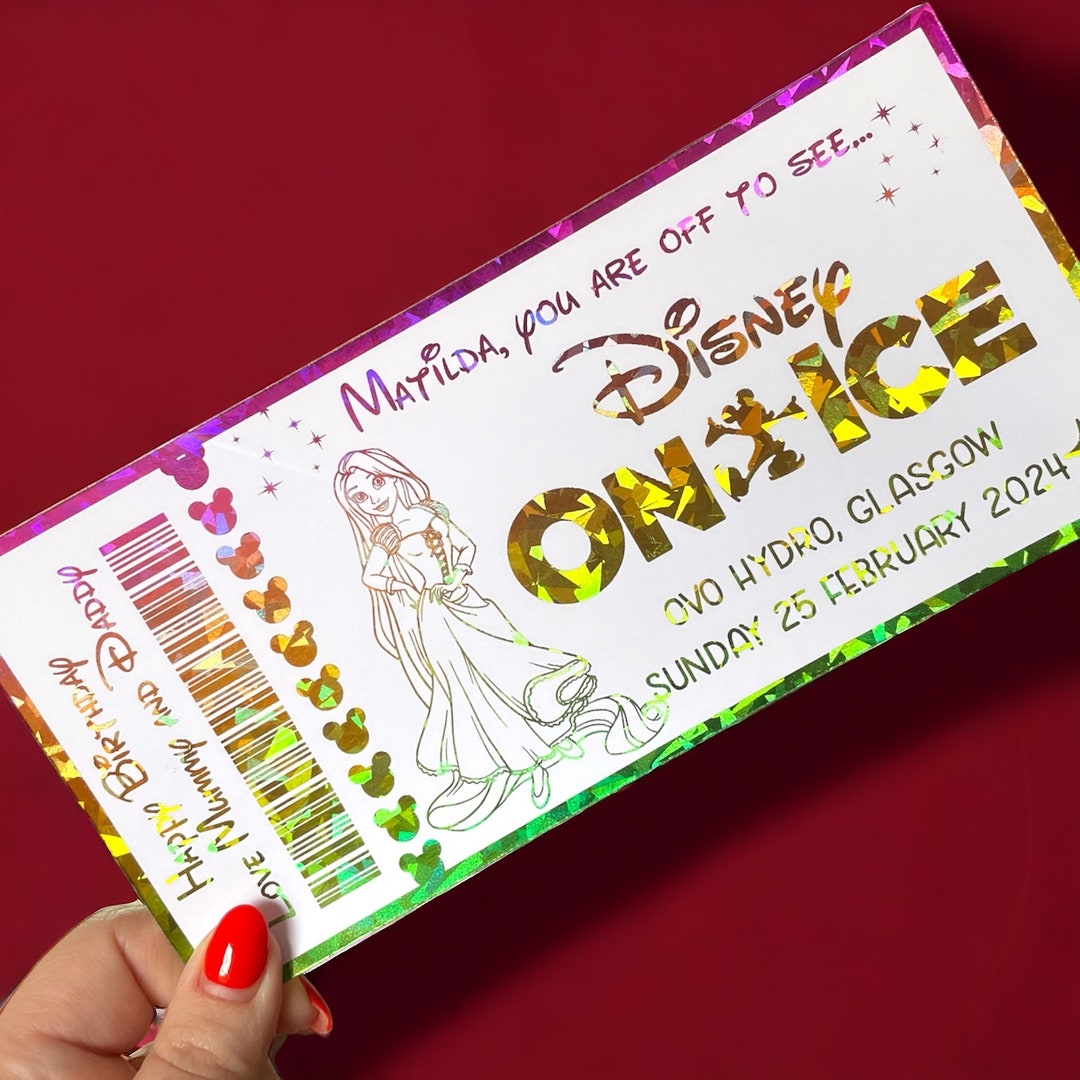 Matilda, you are off to see...
Disney
ON ICE
OVO HYDRO, GLASGOW
SUNDAY 25 FEBRUARY 2024
Happy Birthday
Love Mummy and Daddy